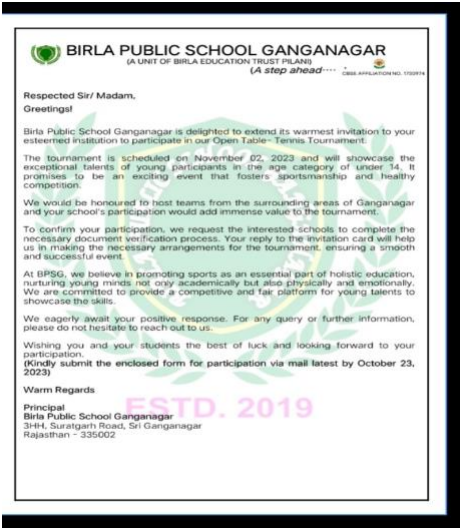 BIRLA PUBLIC SCHOOL GANGANAGAR
(A UNIT OF BIRLA EDUCATION TRUST PILANI)
(A step ahead····
CBSE AFFILIATION NO. 1730974
Respected Sir/ Madam,
Greetings!
Birla Public School Ganganagar is delighted to extend its warmest invitation to your
esteemed institution to participate in our Open Table- Tennis Tournament.
The tournament is scheduled on November 02, 2023 and will showcase the
exceptional talents of young participants in the age category of under 14. It
promises to be an exciting event that fosters sportsmanship and healthy
competition.
We would be honoured to host teams from the surrounding areas of Ganganagar
and your school's participation would add immense value to the tournament.
To confirm your participation, we request the interested schools to complete the
necessary document verification process. Your reply to the invitation card will help
us in making the necessary arrangements for the tournament, ensuring a smooth
and successful event.
At BPSG, we believe in promoting sports as an essential part of holistic education,
nurturing young minds not only academically but also physically and emotionally.
We are committed to provide a competitive and fair platform for young talents to
showcase the skills.
We eagerly await your positive response. For any query or further information,
please do not hesitate to reach out to us.
Wishing you and your students the best of luck and looking forward to your
participation.
(Kindly submit the enclosed form for participation via mail latest by October 23,
2023)
Warm Regards
Principal
Birla Public School Ganganagar
3HH, Suratgarh Road, Sri Ganganagar
Rajasthan - 335002
ESTD. 2019